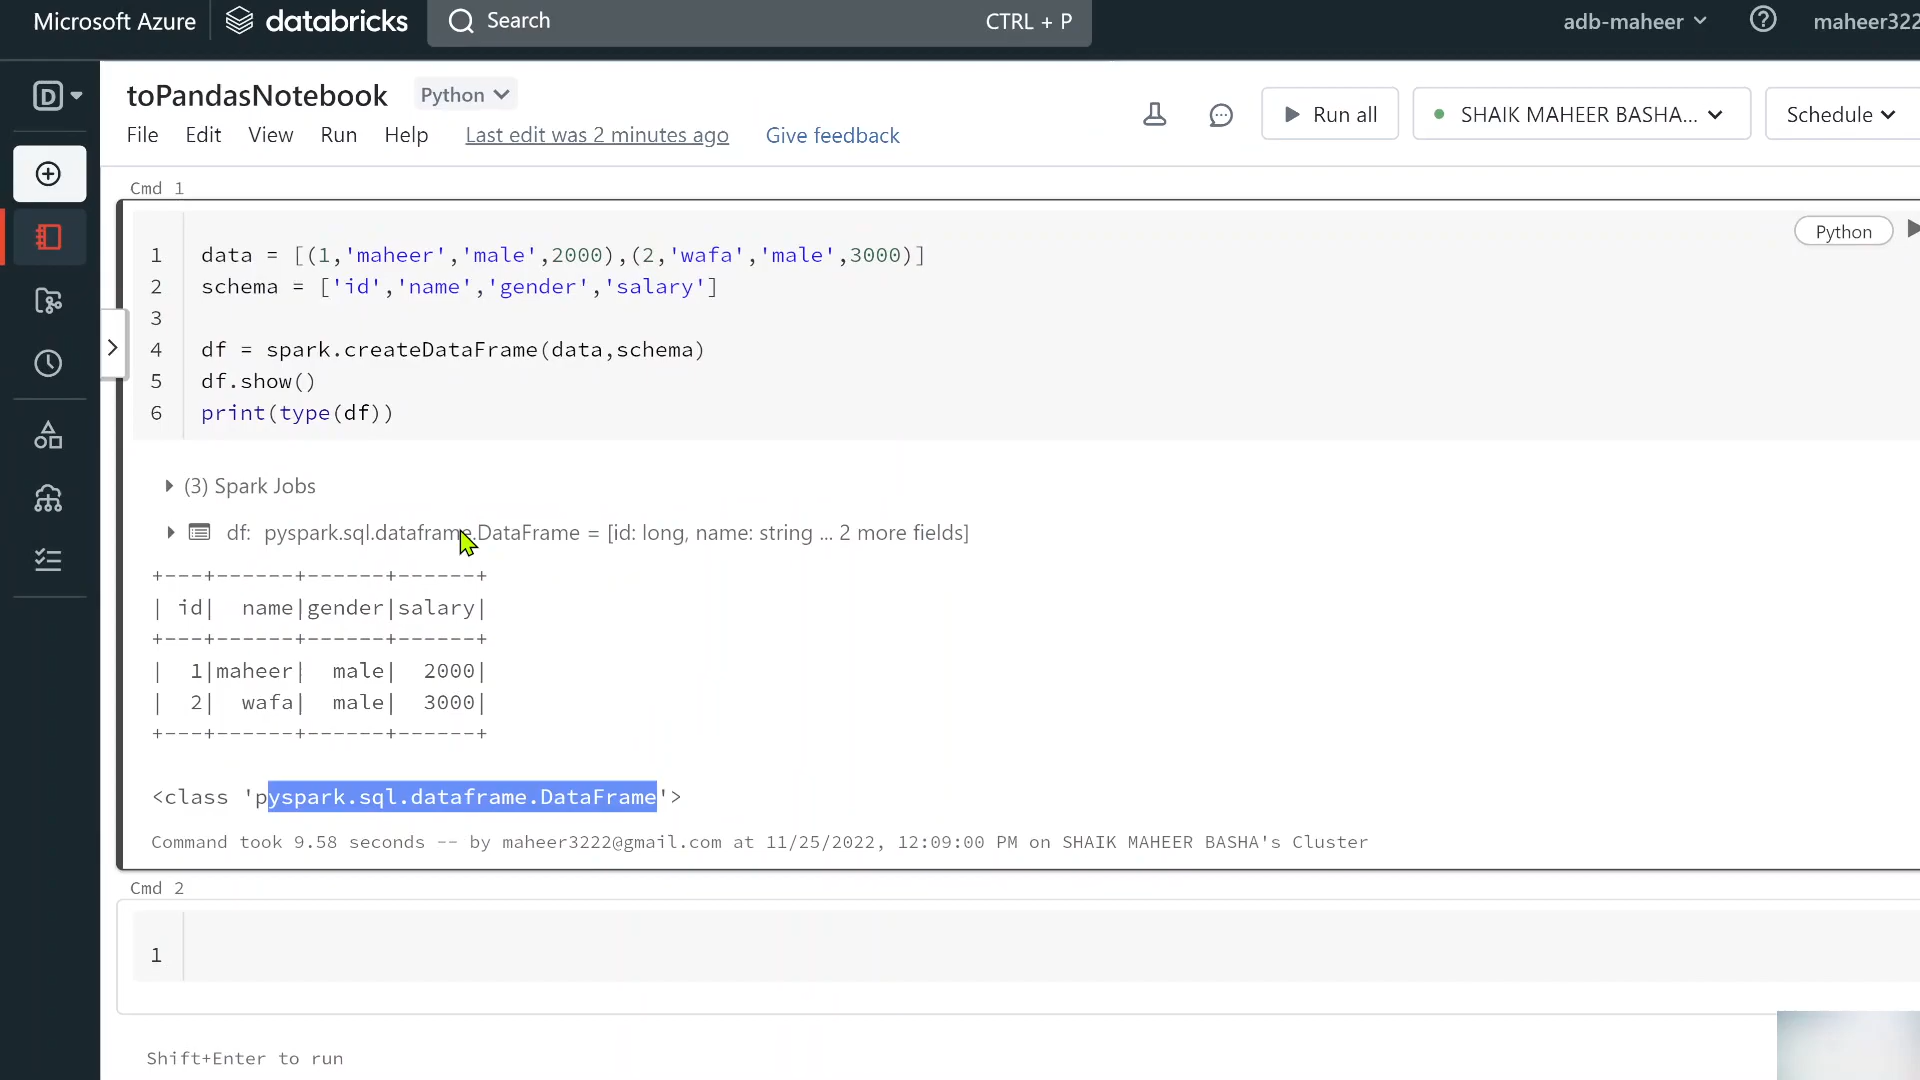 Microsoft Azure databricks Search CTRL + P adb-maheer maheer322
toPandasNotebook Python
File Edit View Run Help Last edit was 2 minutes ago Give feedback Run all SHAIK MAHEER BASHA... Schedule
Cmd 1
Python
1 data = [(1,'maheer','male',2000),(2,'wafa','male',3000)]
2 schema = ['id','name','gender','salary']
3
4 df = spark.createDataFrame(data,schema)
5 df.show()
6 print(type(df))
(3) Spark Jobs
df: pyspark.sql.dataframe.DataFrame = [id: long, name: string ... 2 more fields]
+---+------+------+------+
| id|  name|gender|salary|
+---+------+------+------+
|  1|maheer|  male|  2000|
|  2|  wafa|  male|  3000|
+---+------+------+------+
<class 'pyspark.sql.dataframe.DataFrame'>
Command took 9.58 seconds -- by maheer3222@gmail.com at 11/25/2022, 12:09:00 PM on SHAIK MAHEER BASHA's Cluster
Cmd 2
1
Shift+Enter to run